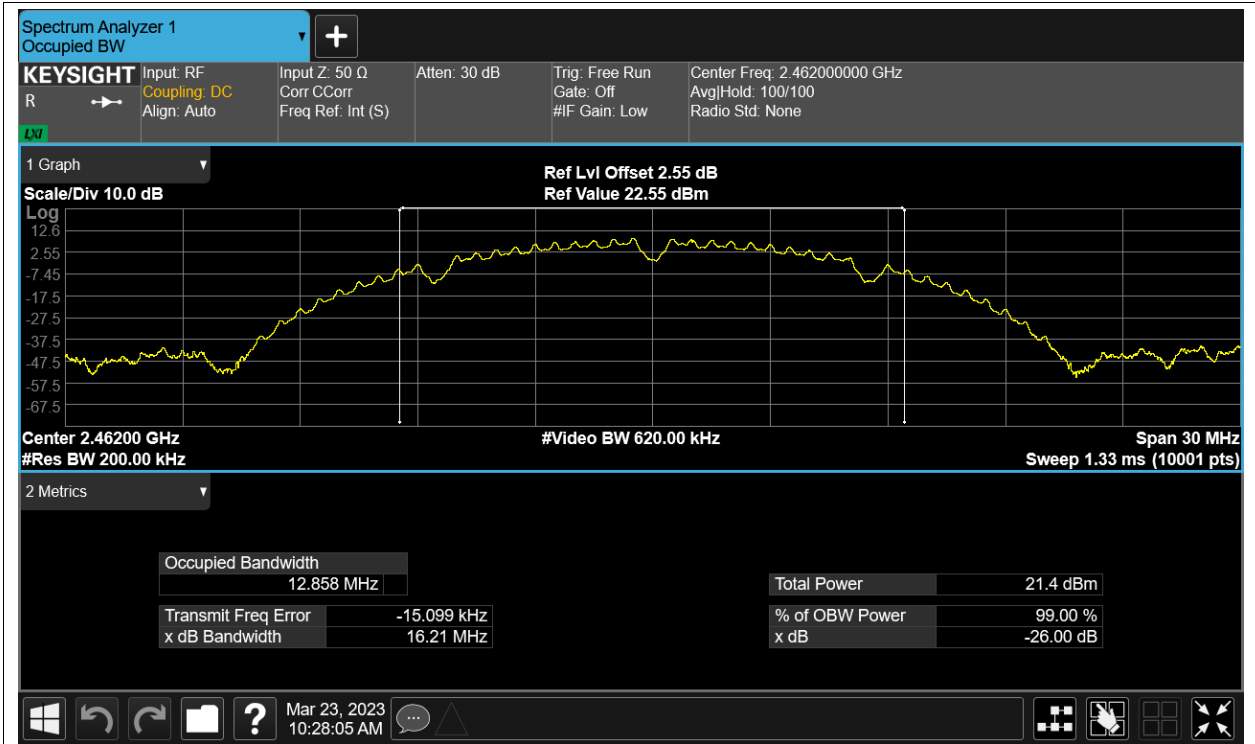 Spectrum Analyzer 1
Occupied BW
KEYSIGHT
R
LXI
Input: RF
Coupling: DC
Align: Auto
Input Z: 50 Ω
Corr CCorr
Freq Ref: Int (S)
Atten: 30 dB
Trig: Free Run
Gate: Off
#IF Gain: Low
Center Freq: 2.462000000 GHz
Avg|Hold: 100/100
Radio Std: None
1 Graph
Scale/Div 10.0 dB
Ref Lvl Offset 2.55 dB
Ref Value 22.55 dBm
Log
12.6
2.55
-7.45
-17.5
-27.5
-37.5
-47.5
-57.5
-67.5
Center 2.46200 GHz
#Video BW 620.00 kHz
Span 30 MHz
#Res BW 200.00 kHz
Sweep 1.33 ms (10001 pts)
2 Metrics
Occupied Bandwidth
12.858 MHz
Total Power 21.4 dBm
Transmit Freq Error -15.099 kHz
% of OBW Power 99.00 %
x dB Bandwidth 16.21 MHz
x dB -26.00 dB
?
Mar 23, 2023
10:28:05 AM